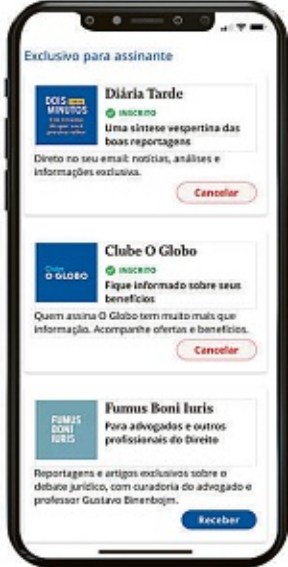 Exclusivo para assinante
DOIS
MINUTOS
Diária Tarde
INSCRITO
Uma síntese vespertina das
boas reportagens
Direto no seu email: notícias, análises e
informações exclusiva.
Cancelar
Clube
O GLOBO
Clube O Globo
INSCRITO
Fique informado sobre seus
benefícios
Quem assina O Globo tem muito mais que
informação. Acompanhe ofertas e benefícios.
Cancelar
FUMUS
BONI
IURIS
Fumus Boni Iuris
Para advogados e outros
profissionais do Direito
Reportagens e artigos exclusivos sobre o
debate jurídico, com curadoria do advogado e
professor Gustavo Binenbojm.
Receber